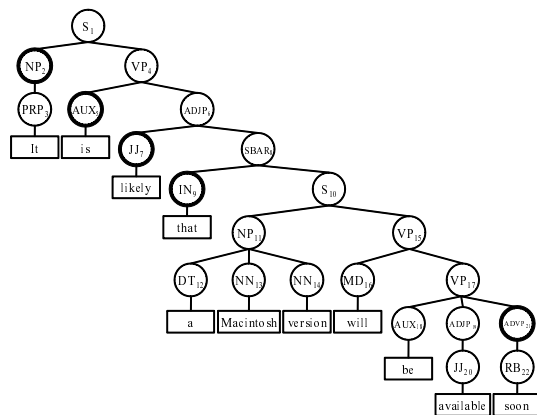 S1
NP2 VP4
PRP3 AUX5 ADJP6
It is JJ7 SBAR8
likely IN9 S10
that NP11 VP15
DT12 NN13 NN14 MD16 VP17
a Macintosh version will AUX18 ADJP19 ADVP21
be JJ20 RB22
available soon